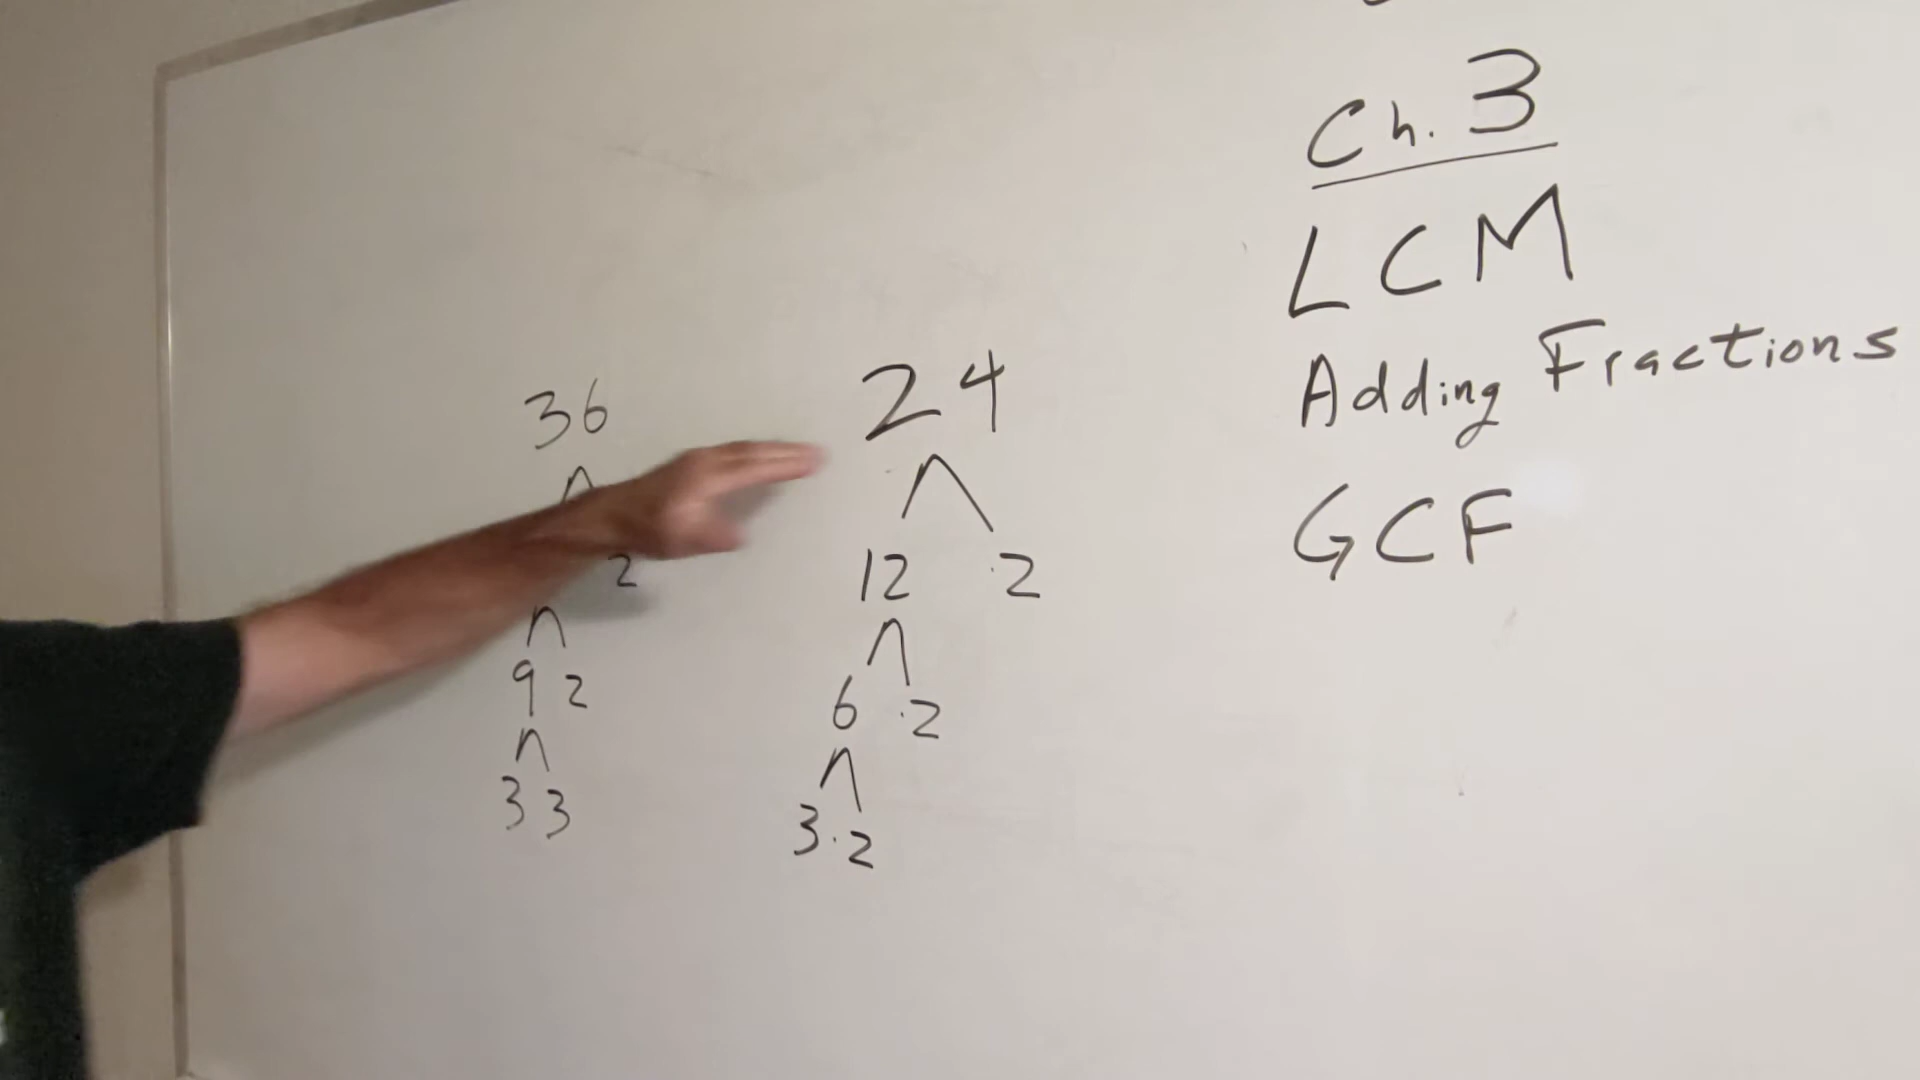 Ch. 3
LCM
Adding Fractions
GCF
36
2
9 2
3 3
24
12 ·2
6 ·2
3·2